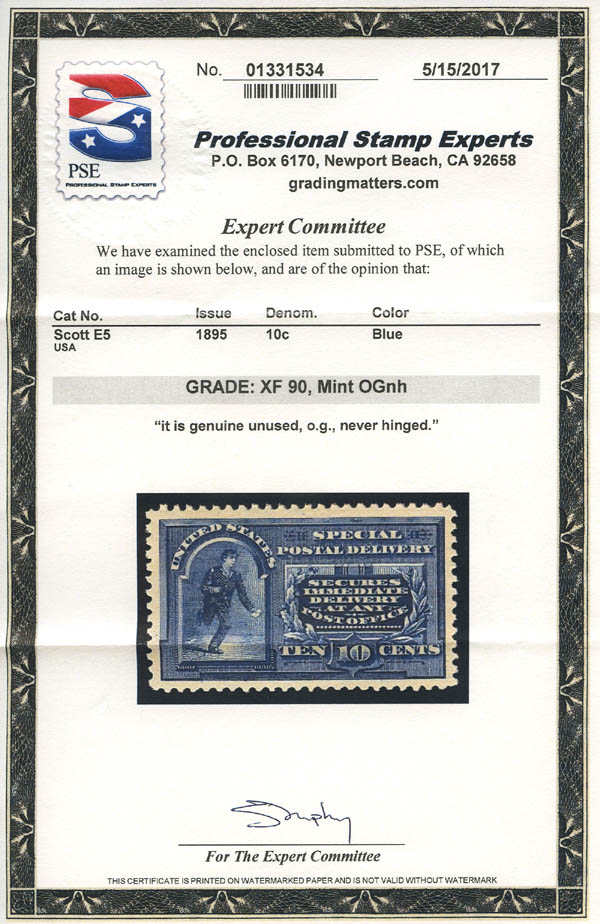 No. 01331534 5/15/2017
PSE
PROFESSIONAL STAMP EXPERTS
Professional Stamp Experts
P.O. Box 6170, Newport Beach, CA 92658
gradingmatters.com
Expert Committee
We have examined the enclosed item submitted to PSE, of which
an image is shown below, and are of the opinion that:
Cat No. Issue Denom. Color
Scott E5 1895 10c Blue
USA
GRADE: XF 90, Mint OGnh
“it is genuine unused, o.g., never hinged.”
UNITED STATES
SPECIAL
POSTAL DELIVERY
SECURES
IMMEDIATE
DELIVERY
AT ANY
POST OFFICE
TEN 10 CENTS
For The Expert Committee
THIS CERTIFICATE IS PRINTED ON WATERMARKED PAPER AND IS NOT VALID WITHOUT WATERMARK